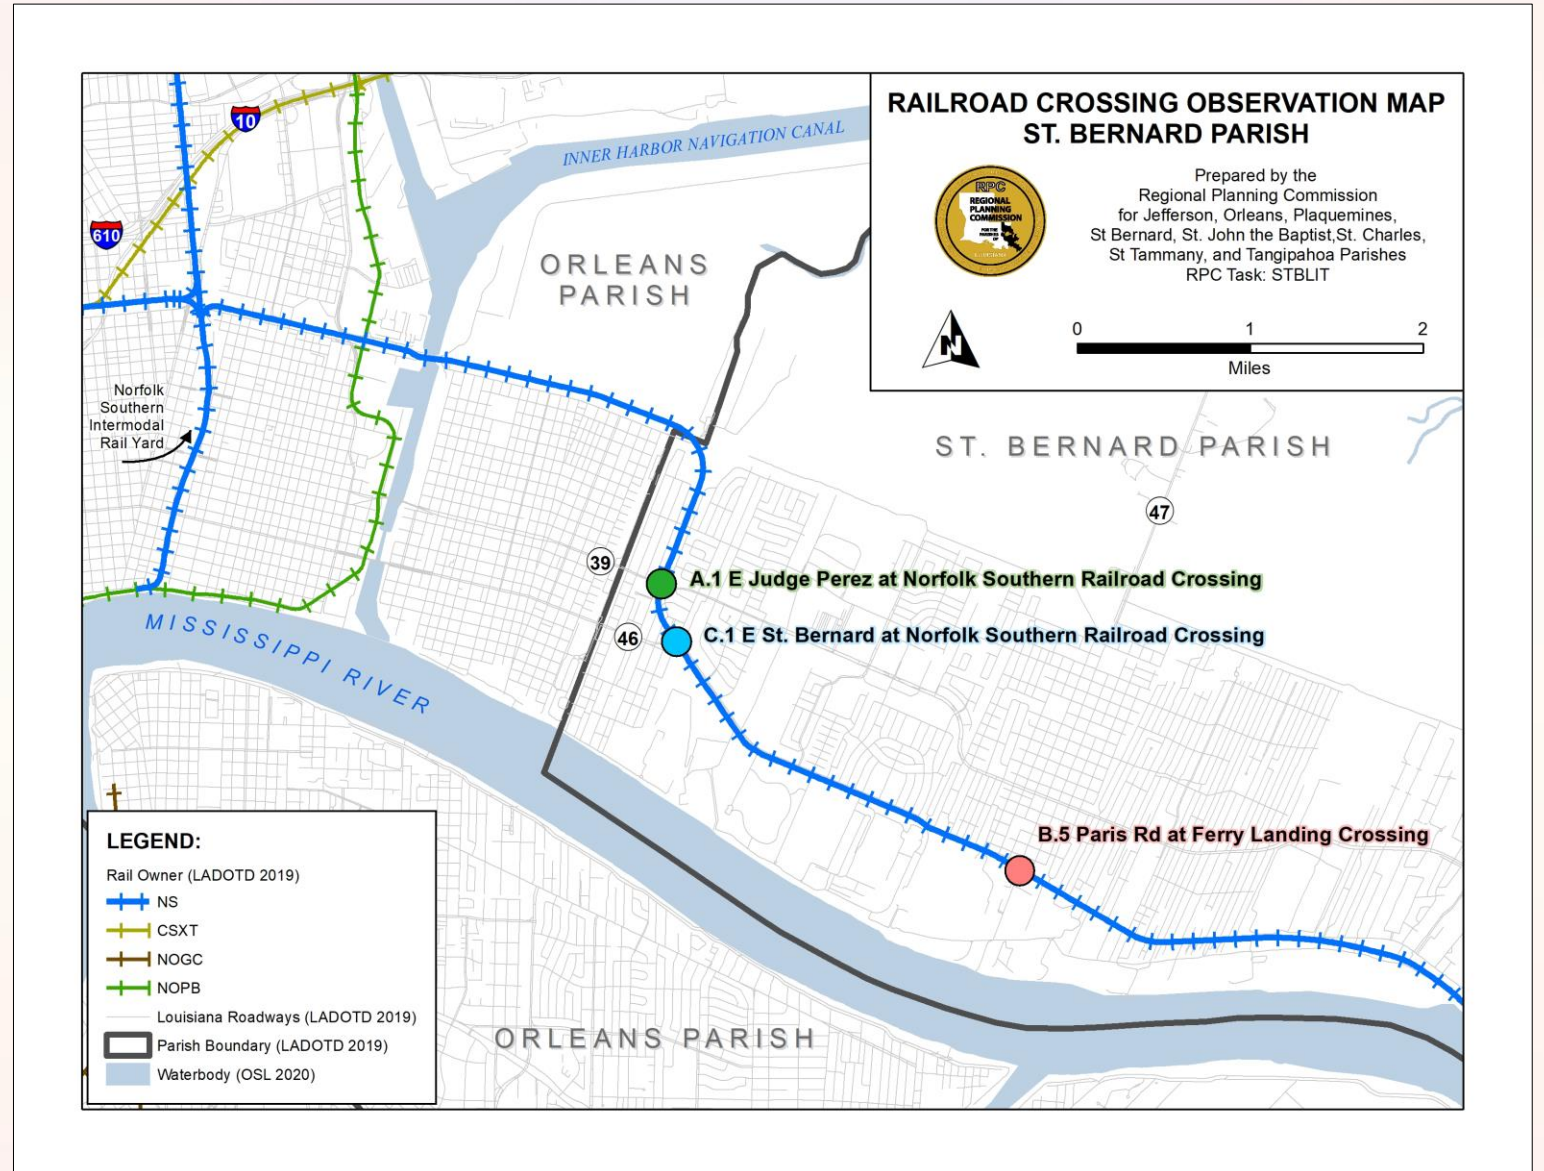 RAILROAD CROSSING OBSERVATION MAP
ST. BERNARD PARISH
RPC
REGIONAL
PLANNING
COMMISSION
FOR THE
PARISHES
OF
Prepared by the
Regional Planning Commission
for Jefferson, Orleans, Plaquemines,
St Bernard, St. John the Baptist,St. Charles,
St Tammany, and Tangipahoa Parishes
RPC Task: STBLIT
N
0 1 2
Miles
10
610
INNER HARBOR NAVIGATION CANAL
ORLEANS
PARISH
Norfolk
Southern
Intermodal
Rail Yard
ST. BERNARD PARISH
47
39
A.1 E Judge Perez at Norfolk Southern Railroad Crossing
46
C.1 E St. Bernard at Norfolk Southern Railroad Crossing
MISSISSIPPI RIVER
B.5 Paris Rd at Ferry Landing Crossing
ORLEANS PARISH
LEGEND:
Rail Owner (LADOTD 2019)
NS
CSXT
NOGC
NOPB
Louisiana Roadways (LADOTD 2019)
Parish Boundary (LADOTD 2019)
Waterbody (OSL 2020)